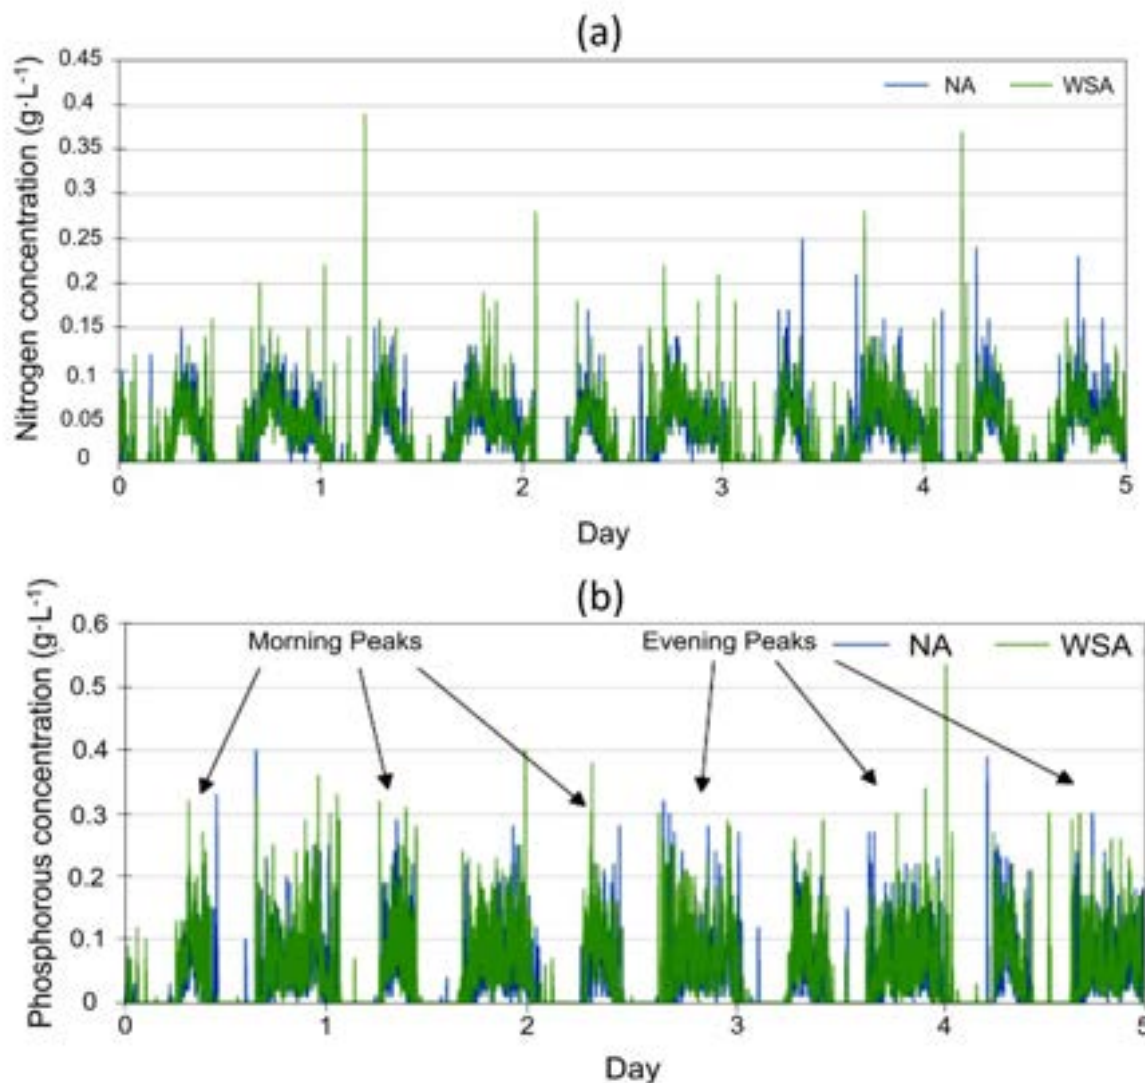 (a)
Nitrogen concentration (g·L⁻¹)
0.45
0.4
0.35
0.3
0.25
0.2
0.15
0.1
0.05
0
NA WSA
0 1 2 3 4 5
Day
(b)
Phosphorous concentration (g·L⁻¹)
0.6
0.5
0.4
0.3
0.2
0.1
0
Morning Peaks Evening Peaks NA WSA
0 1 2 3 4 5
Day